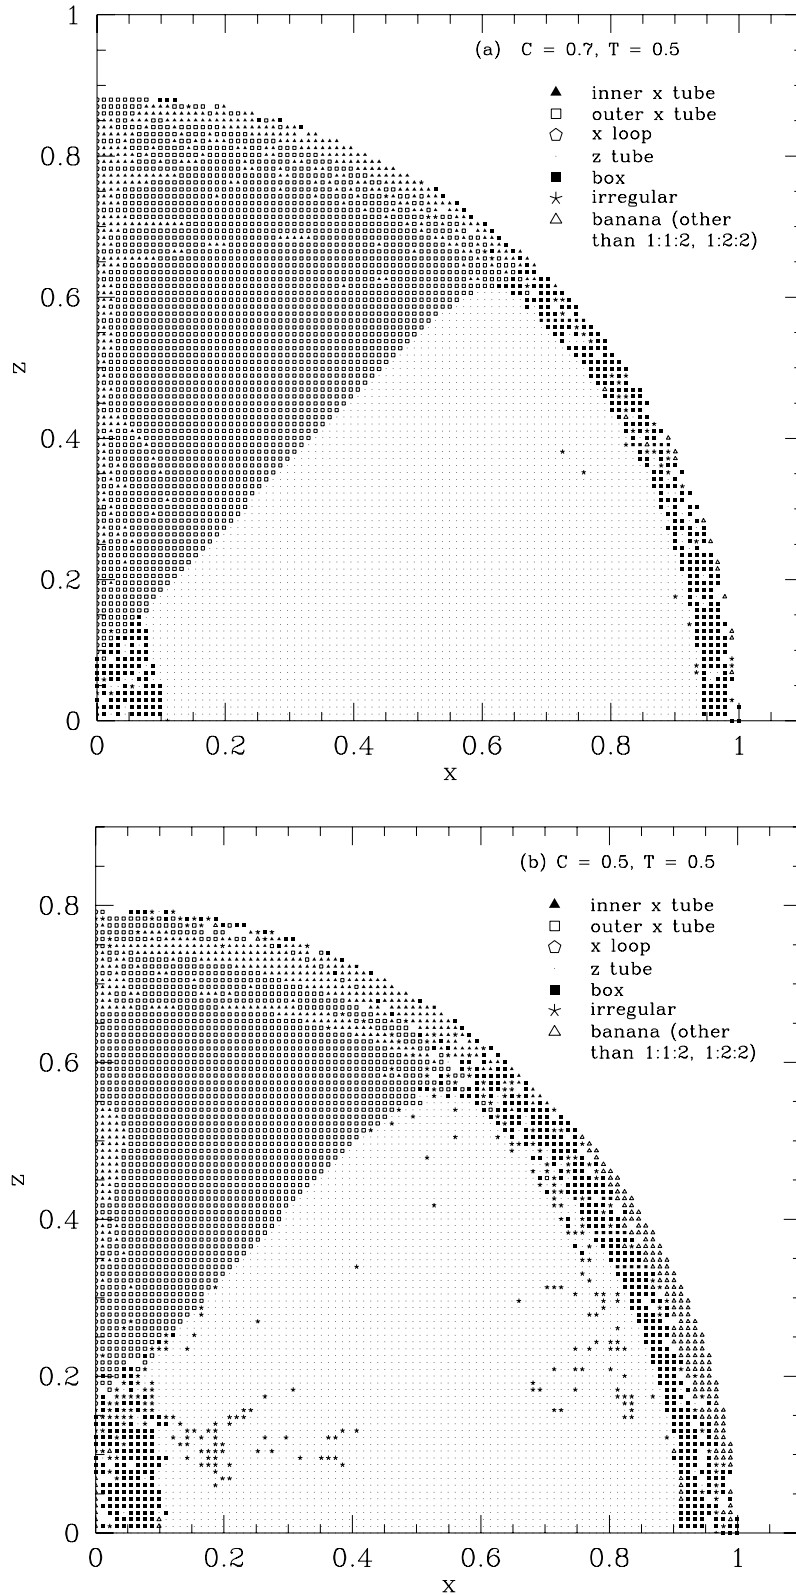 (a) C = 0.7, T = 0.5
inner x tube
outer x tube
x loop
z tube
box
irregular
banana (other
than 1:1:2, 1:2:2)
1
0.8
0.6
0.4
0.2
0
z
0 0.2 0.4 0.6 0.8 1
x
(b) C = 0.5, T = 0.5
inner x tube
outer x tube
x loop
z tube
box
irregular
banana (other
than 1:1:2, 1:2:2)
0.8
0.6
0.4
0.2
0
z
0 0.2 0.4 0.6 0.8 1
x